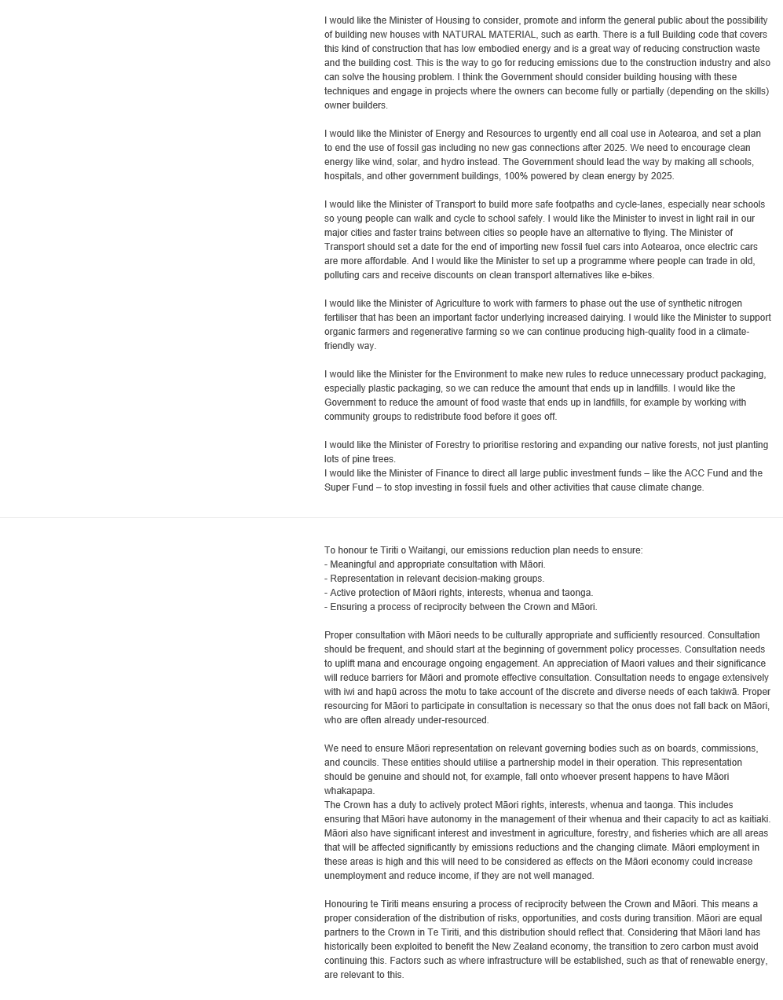 I would like the Minister of Housing to consider, promote and inform the general public about the possibility
of building new houses with NATURAL MATERIAL, such as earth. There is a full Building code that covers
this kind of construction that has low embodied energy and is a great way of reducing construction waste
and the building cost. This is the way to go for reducing emissions due to the construction industry and also
can solve the housing problem. I think the Government should consider building housing with these
techniques and engage in projects where the owners can become fully or partially (depending on the skills)
owner builders.

I would like the Minister of Energy and Resources to urgently end all coal use in Aotearoa, and set a plan
to end the use of fossil gas including no new gas connections after 2025. We need to encourage clean
energy like wind, solar, and hydro instead. The Government should lead the way by making all schools,
hospitals, and other government buildings, 100% powered by clean energy by 2025.

I would like the Minister of Transport to build more safe footpaths and cycle-lanes, especially near schools
so young people can walk and cycle to school safely. I would like the Minister to invest in light rail in our
major cities and faster trains between cities so people have an alternative to flying. The Minister of
Transport should set a date for the end of importing new fossil fuel cars into Aotearoa, once electric cars
are more affordable. And I would like the Minister to set up a programme where people can trade in old,
polluting cars and receive discounts on clean transport alternatives like e-bikes.

I would like the Minister of Agriculture to work with farmers to phase out the use of synthetic nitrogen
fertiliser that has been an important factor underlying increased dairying. I would like the Minister to support
organic farmers and regenerative farming so we can continue producing high-quality food in a climate-
friendly way.

I would like the Minister for the Environment to make new rules to reduce unnecessary product packaging,
especially plastic packaging, so we can reduce the amount that ends up in landfills. I would like the
Government to reduce the amount of food waste that ends up in landfills, for example by working with
community groups to redistribute food before it goes off.

I would like the Minister of Forestry to prioritise restoring and expanding our native forests, not just planting
lots of pine trees.
I would like the Minister of Finance to direct all large public investment funds – like the ACC Fund and the
Super Fund – to stop investing in fossil fuels and other activities that cause climate change.

To honour te Tiriti o Waitangi, our emissions reduction plan needs to ensure:
- Meaningful and appropriate consultation with Māori.
- Representation in relevant decision-making groups.
- Active protection of Māori rights, interests, whenua and taonga.
- Ensuring a process of reciprocity between the Crown and Māori.

Proper consultation with Māori needs to be culturally appropriate and sufficiently resourced. Consultation
should be frequent, and should start at the beginning of government policy processes. Consultation needs
to uplift mana and encourage ongoing engagement. An appreciation of Maori values and their significance
will reduce barriers for Māori and promote effective consultation. Consultation needs to engage extensively
with iwi and hapū across the motu to take account of the discrete and diverse needs of each takiwā. Proper
resourcing for Māori to participate in consultation is necessary so that the onus does not fall back on Māori,
who are often already under-resourced.

We need to ensure Māori representation on relevant governing bodies such as on boards, commissions,
and councils. These entities should utilise a partnership model in their operation. This representation
should be genuine and should not, for example, fall onto whoever present happens to have Māori
whakapapa.
The Crown has a duty to actively protect Māori rights, interests, whenua and taonga. This includes
ensuring that Māori have autonomy in the management of their whenua and their capacity to act as kaitiaki.
Māori also have significant interest and investment in agriculture, forestry, and fisheries which are all areas
that will be affected significantly by emissions reductions and the changing climate. Māori employment in
these areas is high and this will need to be considered as effects on the Māori economy could increase
unemployment and reduce income, if they are not well managed.

Honouring te Tiriti means ensuring a process of reciprocity between the Crown and Māori. This means a
proper consideration of the distribution of risks, opportunities, and costs during transition. Māori are equal
partners to the Crown in Te Tiriti, and this distribution should reflect that. Considering that Māori land has
historically been exploited to benefit the New Zealand economy, the transition to zero carbon must avoid
continuing this. Factors such as where infrastructure will be established, such as that of renewable energy,
are relevant to this.